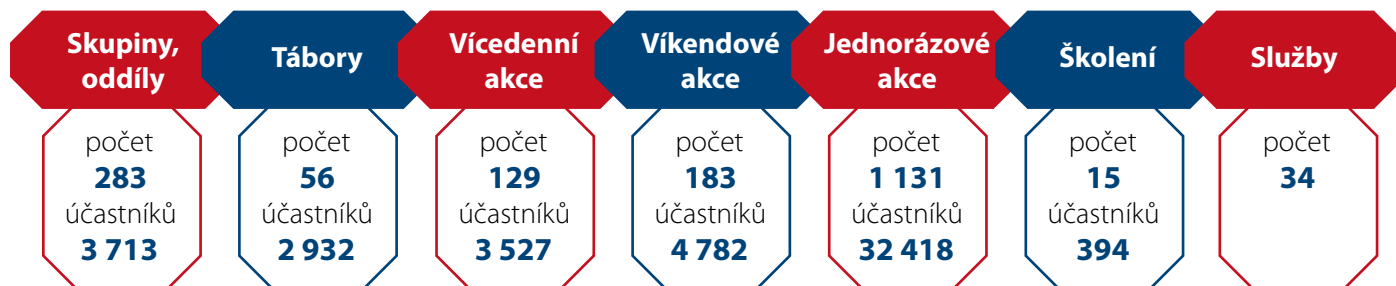 Skupiny,
oddíly
počet
283
účastníků
3 713
Tábory
počet
56
účastníků
2 932
Vícedenní
akce
počet
129
účastníků
3 527
Víkendové
akce
počet
183
účastníků
4 782
Jednorázové
akce
počet
1 131
účastníků
32 418
Školení
počet
15
účastníků
394
Služby
počet
34